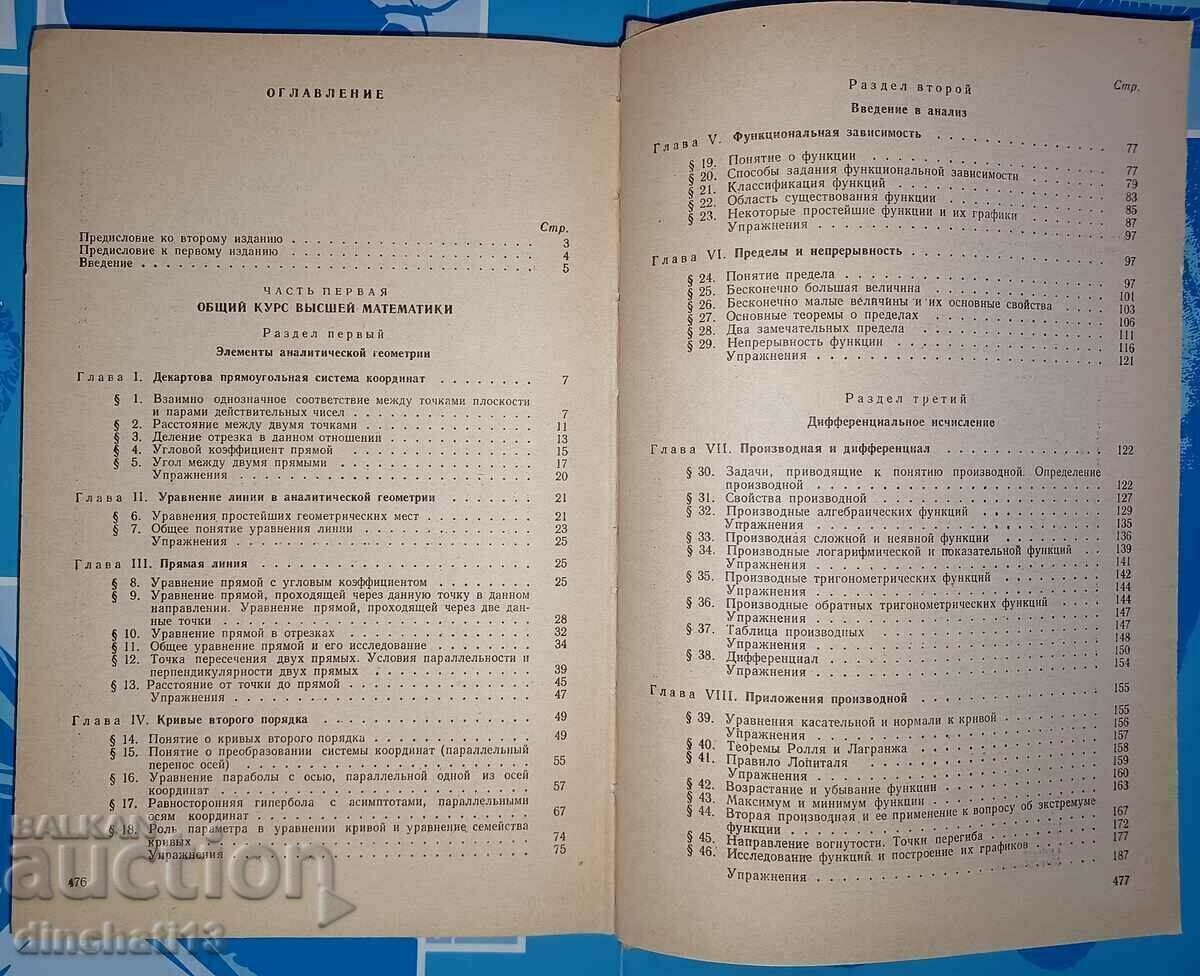 ОГЛАВЛЕНИЕ
Стр.
Предисловие ко второму изданию . . . 3
Предисловие к первому изданию . . . 4
Введение . . . 5
ЧАСТЬ ПЕРВАЯ
ОБЩИЙ КУРС ВЫСШЕЙ МАТЕМАТИКИ
Раздел первый
Элементы аналитической геометрии
Глава I. Декартова прямоугольная система координат . . . 7
§ 1. Взаимно однозначное соответствие между точками плоскости
и парами действительных чисел . . . 7
§ 2. Расстояние между двумя точками . . . 11
§ 3. Деление отрезка в данном отношении . . . 13
§ 4. Угловой коэффициент прямой . . . 15
§ 5. Угол между двумя прямыми . . . 17
Упражнения . . . 20
Глава II. Уравнение линии в аналитической геометрии . . . 21
§ 6. Уравнения простейших геометрических мест . . . 21
§ 7. Общее понятие уравнения линии . . . 23
Упражнения . . . 25
Глава III. Прямая линия . . . 25
§ 8. Уравнение прямой с угловым коэффициентом . . . 25
§ 9. Уравнение прямой, проходящей через данную точку в данном
направлении. Уравнение прямой, проходящей через две дан-
ные точки . . . 28
§ 10. Уравнение прямой в отрезках . . . 32
§ 11. Общее уравнение прямой и его исследование . . . 34
§ 12. Точка пересечения двух прямых. Условия параллельности и
перпендикулярности двух прямых . . . 39
§ 13. Расстояние от точки до прямой . . . 45
Упражнения . . . 47
Глава IV. Кривые второго порядка . . . 49
§ 14. Понятие о кривых второго порядка . . . 49
§ 15. Понятие о преобразовании системы координат (параллельный
перенос осей) . . . 55
§ 16. Уравнение параболы с осью, параллельной одной из осей
координат . . . 57
§ 17. Равносторонняя гипербола с асимптотами, параллельными
осям координат . . . 67
§ 18. Роль параметра в уравнении кривой и уравнение семейства
кривых . . . 74
Упражнения . . . 75
476
Раздел второй
Стр.
Введение в анализ
Глава V. Функциональная зависимость . . . 77
§ 19. Понятие о функции . . . 77
§ 20. Способы задания функциональной зависимости . . . 79
§ 21. Классификация функций . . . 83
§ 22. Область существования функции . . . 85
§ 23. Некоторые простейшие функции и их графики . . . 87
Упражнения . . . 97
Глава VI. Пределы и непрерывность . . . 97
§ 24. Понятие предела . . . 97
§ 25. Бесконечно большая величина . . . 101
§ 26. Бесконечно малые величины и их основные свойства . . . 103
§ 27. Основные теоремы о пределах . . . 106
§ 28. Два замечательных предела . . . 111
§ 29. Непрерывность функции . . . 116
Упражнения . . . 121
Раздел третий
Дифференциальное исчисление
Глава VII. Производная и дифференциал . . . 122
§ 30. Задачи, приводящие к понятию производной. Определение
производной . . . 122
§ 31. Свойства производной . . . 127
§ 32. Производные алгебраических функций . . . 129
Упражнения . . . 135
§ 33. Производная сложной и неявной функции . . . 136
§ 34. Производные логарифмической и показательной функций . . 139
Упражнения . . . 141
§ 35. Производные тригонометрических функций . . . 142
Упражнения . . . 144
§ 36. Производные обратных тригонометрических функций . . . 144
Упражнения . . . 147
§ 37. Таблица производных . . . 147
Упражнения . . . 148
§ 38. Дифференциал . . . 150
Упражнения . . . 154
Глава VIII. Приложения производной . . . 155
§ 39. Уравнения касательной и нормали к кривой . . . 155
Упражнения . . . 156
§ 40. Теоремы Ролля и Лагранжа . . . 157
§ 41. Правило Лопиталя . . . 158
Упражнения . . . 159
§ 42. Возрастание и убывание функции . . . 160
§ 43. Максимум и минимум функции . . . 163
§ 44. Вторая производная и ее применение к вопросу об экстремуме
функции . . . 167
§ 45. Направление вогнутости. Точки перегиба . . . 172
§ 46. Исследование функций и построение их графиков . . . 177
Упражнения . . . 187
477
BALKAN
auction
dinchati13